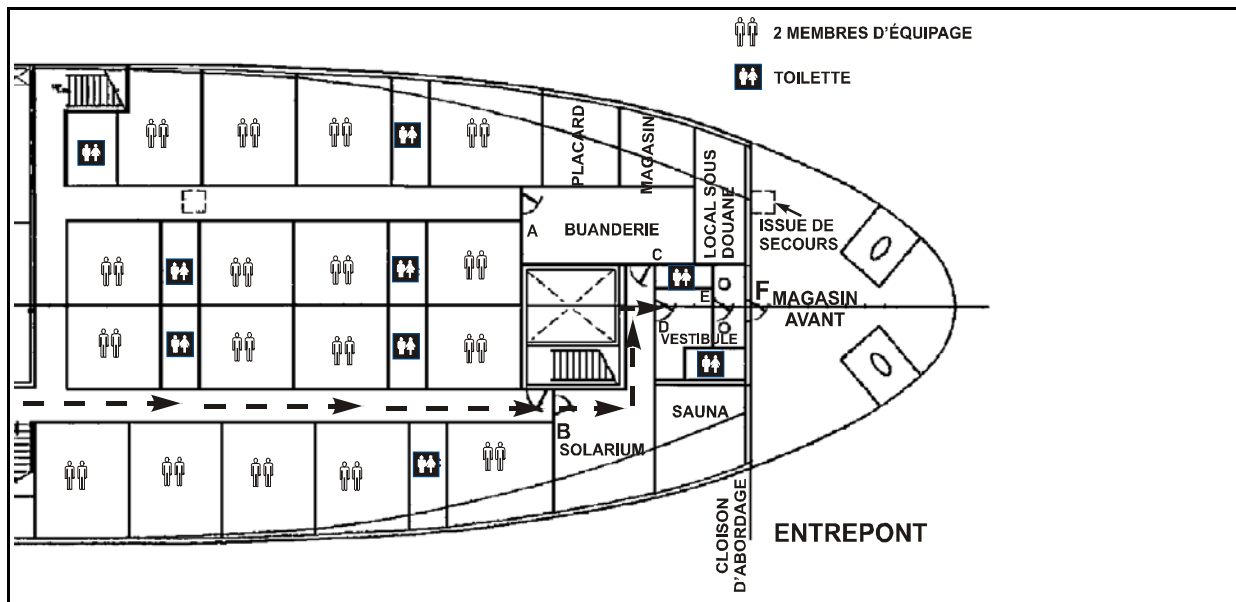 2 MEMBRES D'ÉQUIPAGE
TOILETTE
PLACARD
MAGASIN
LOCAL SOUS
DOUANE
A
BUANDERIE
ISSUE DE
SECOURS
C
E
F
MAGASIN
AVANT
D
VESTIBULE
B
SOLARIUM
SAUNA
CLOISON
D'ABORDAGE
ENTREPONT